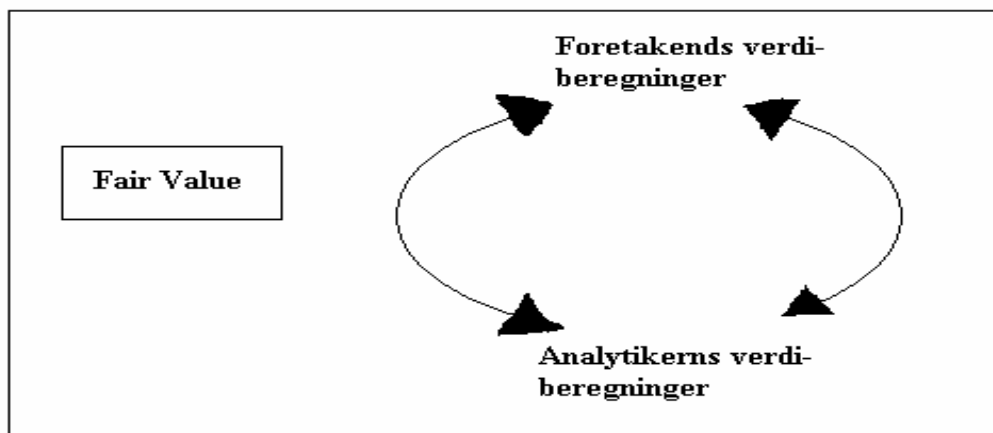 Foretakends verdi-
beregninger
Fair Value
Analytikerns verdi-
beregninger